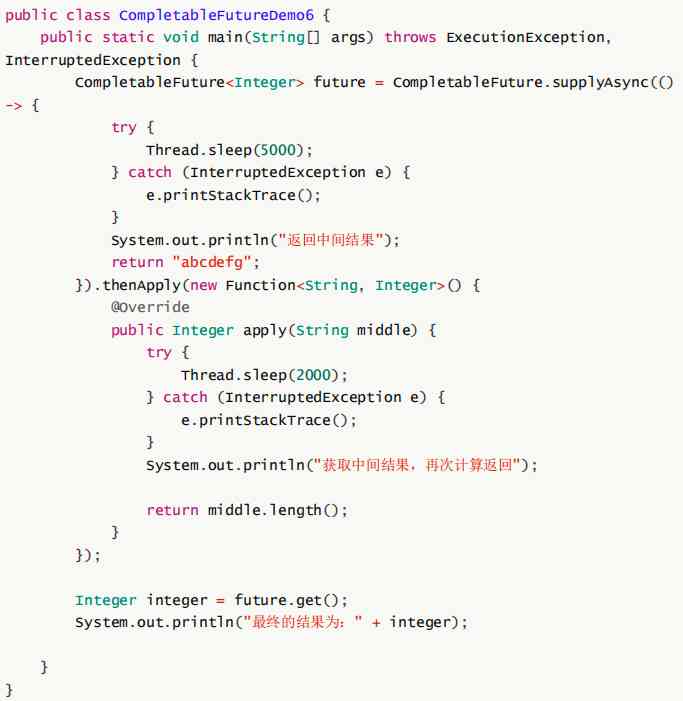 public class CompletableFutureDemo6 {
    public static void main(String[] args) throws ExecutionException,
InterruptedException {
        CompletableFuture<Integer> future = CompletableFuture.supplyAsync(()
-> {
            try {
                Thread.sleep(5000);
            } catch (InterruptedException e) {
                e.printStackTrace();
            }
            System.out.println("返回中间结果");
            return "abcdefg";
        }).thenApply(new Function<String, Integer>() {
            @Override
            public Integer apply(String middle) {
                try {
                    Thread.sleep(2000);
                } catch (InterruptedException e) {
                    e.printStackTrace();
                }
                System.out.println("获取中间结果，再次计算返回");

                return middle.length();
            }
        });

        Integer integer = future.get();
        System.out.println("最终的结果为：" + integer);

    }
}